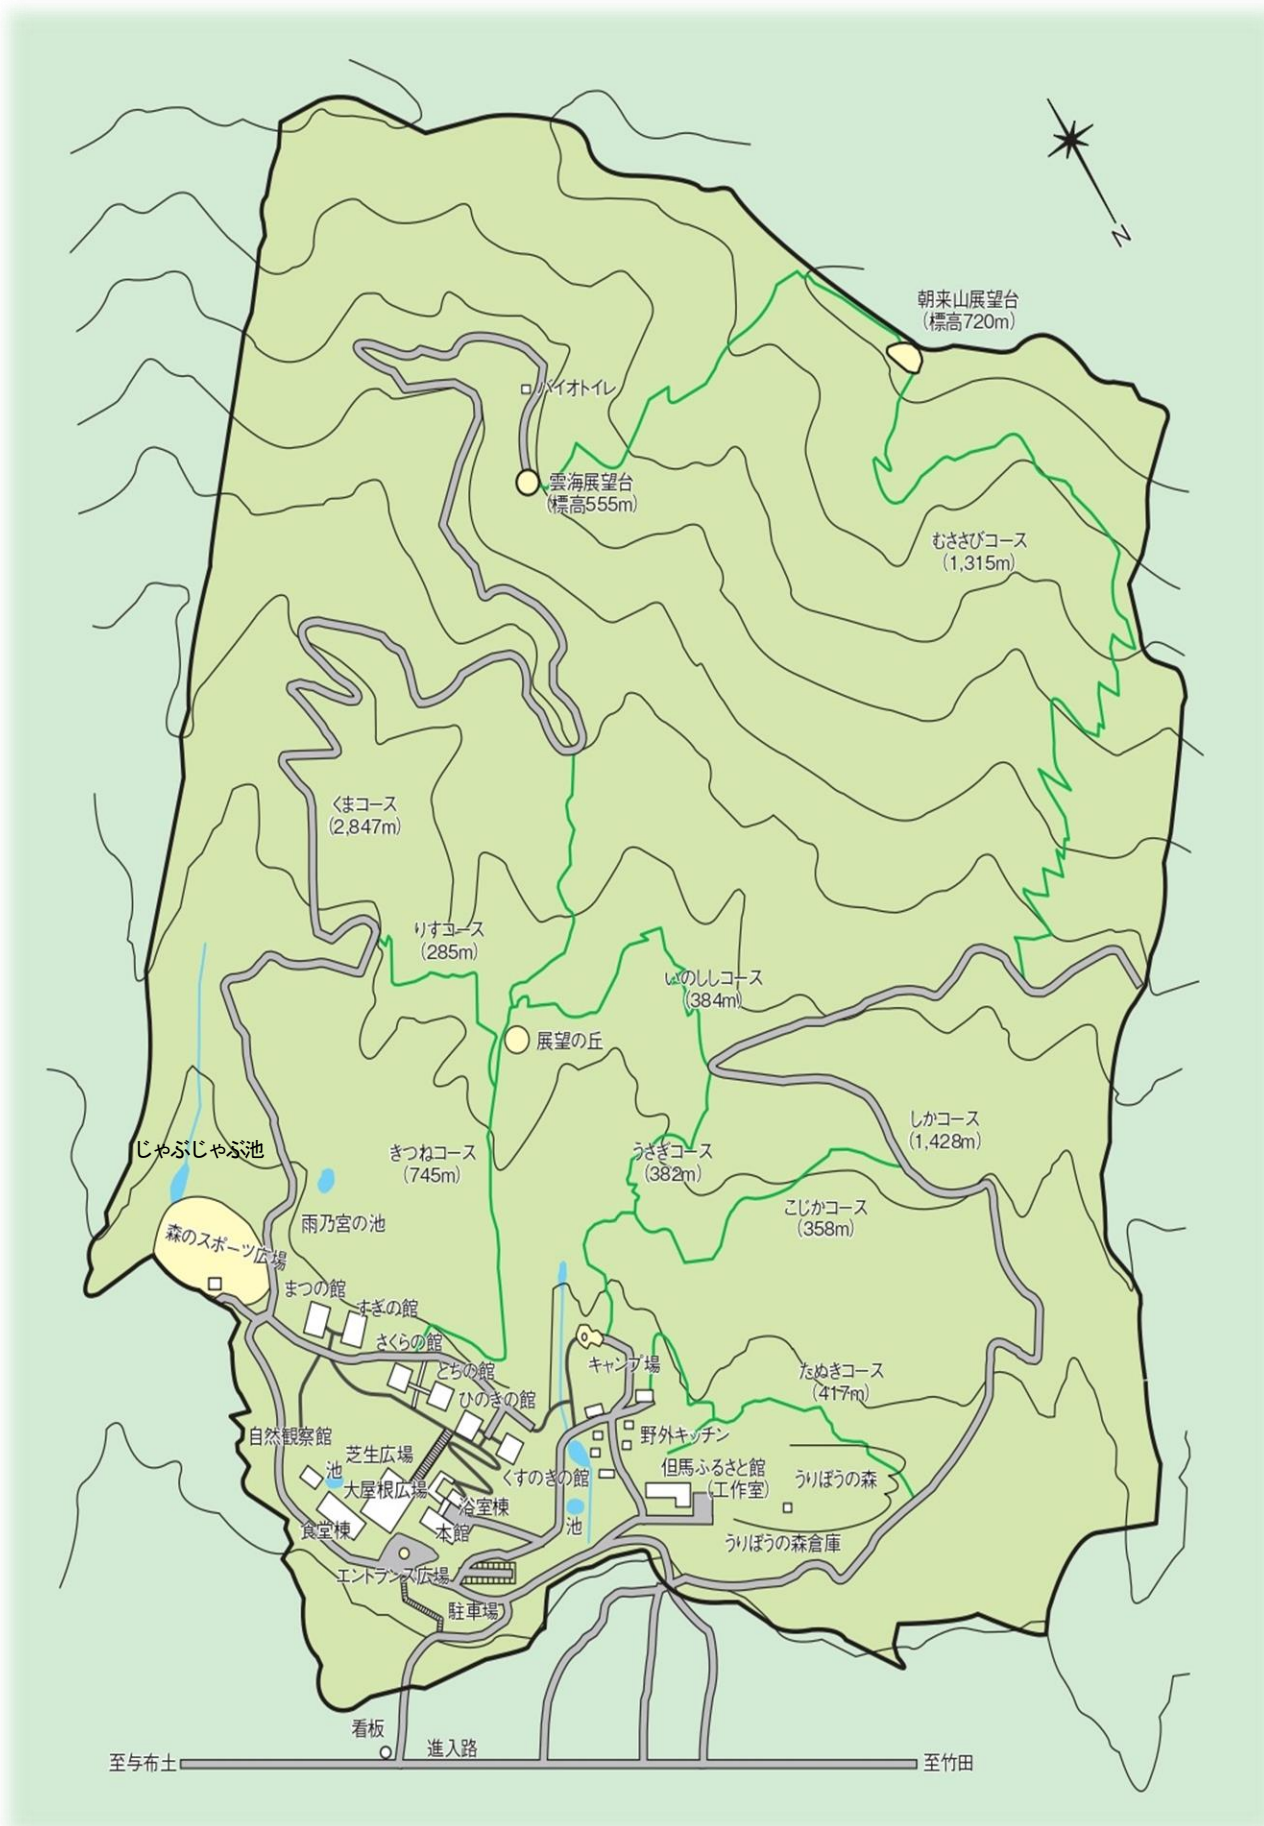 N
朝来山展望台
(標高720m)
バイオトイレ
雲海展望台
(標高555m)
むささびコース
(1,315m)
くまコース
(2,847m)
りすコース
(285m)
いのししコース
(384m)
展望の丘
しかコース
(1,428m)
じゃぶじゃぶ池
きつねコース
(745m)
うさぎコース
(382m)
こじかコース
(358m)
雨乃宮の池
森のスポーツ広場
まつの館
すぎの館
さくらの館
とちの館
ひのきの館
キャンプ場
たぬきコース
(417m)
自然観察館
芝生広場
野外キッチン
池
大屋根広場
くすのきの館
但馬ふるさと館
(工作室)
うりぼうの森
浴室棟
食堂棟
本館
池
うりぼうの森倉庫
エントランス広場
駐車場
看板
進入路
至与布土
至竹田